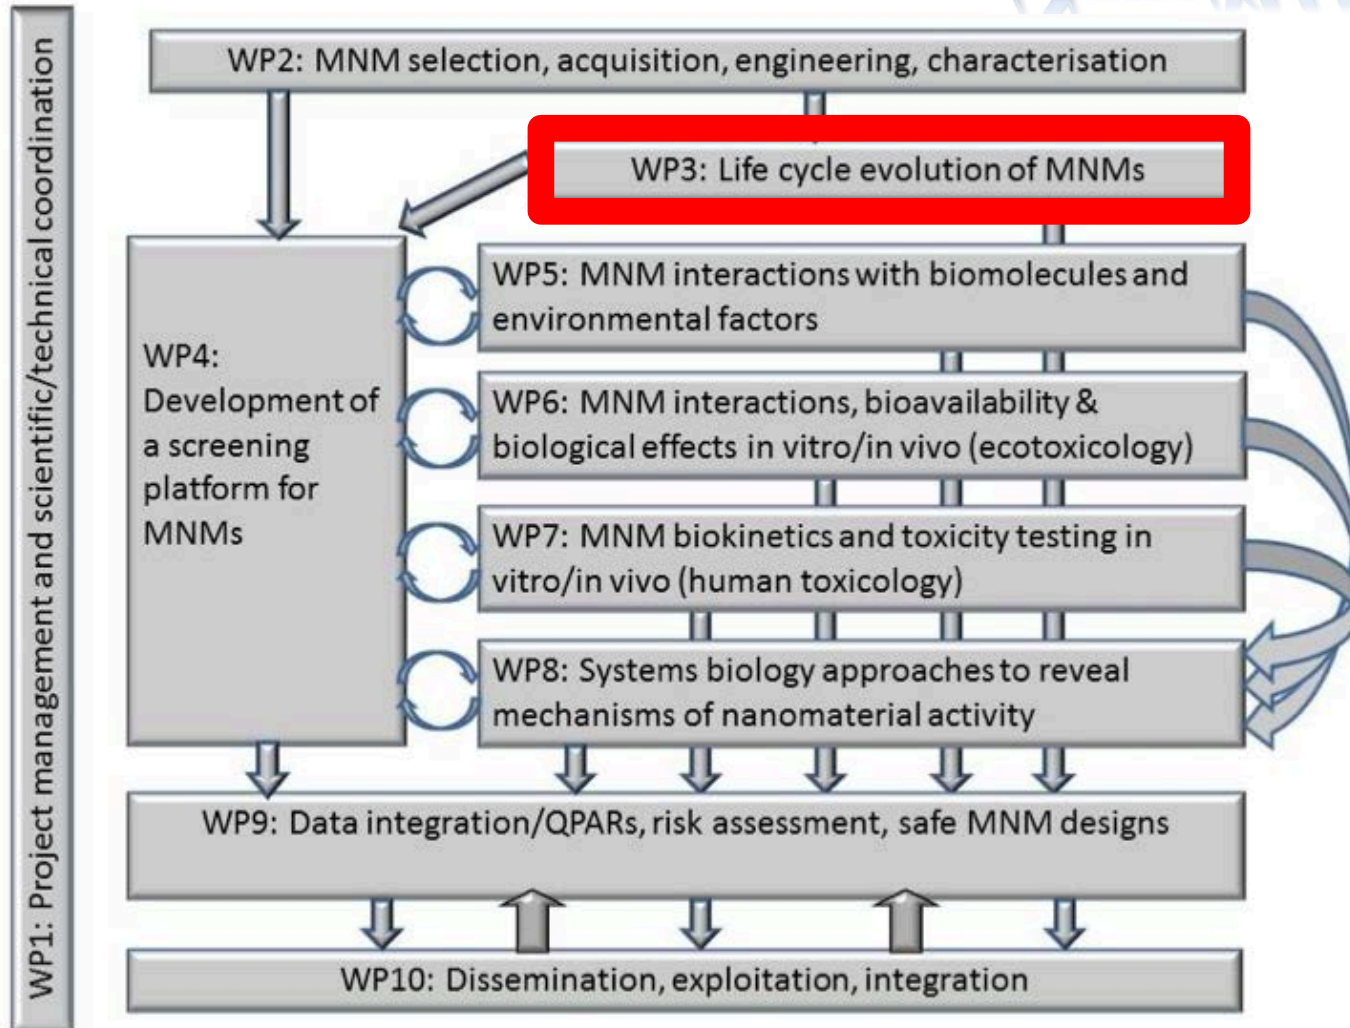 WP1: Project management and scientific/technical coordination
WP2: MNM selection, acquisition, engineering, characterisation
WP3: Life cycle evolution of MNMs
WP4:
Development of
a screening
platform for
MNMs
WP5: MNM interactions with biomolecules and
environmental factors
WP6: MNM interactions, bioavailability &
biological effects in vitro/in vivo (ecotoxicology)
WP7: MNM biokinetics and toxicity testing in
vitro/in vivo (human toxicology)
WP8: Systems biology approaches to reveal
mechanisms of nanomaterial activity
WP9: Data integration/QPARs, risk assessment, safe MNM designs
WP10: Dissemination, exploitation, integration